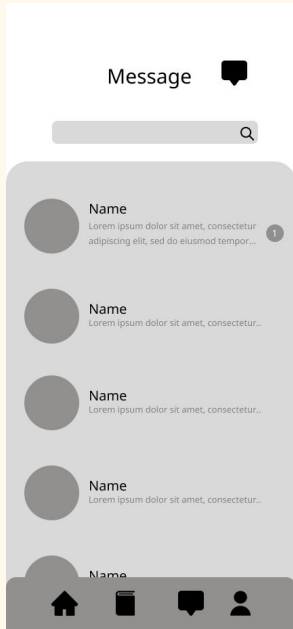 Message
Name
Lorem ipsum dolor sit amet, consectetur
adipiscing elit, sed do eiusmod tempor...
1
Name
Lorem ipsum dolor sit amet, consectetur..
Name
Lorem ipsum dolor sit amet, consectetur..
Name
Lorem ipsum dolor sit amet, consectetur..
Name